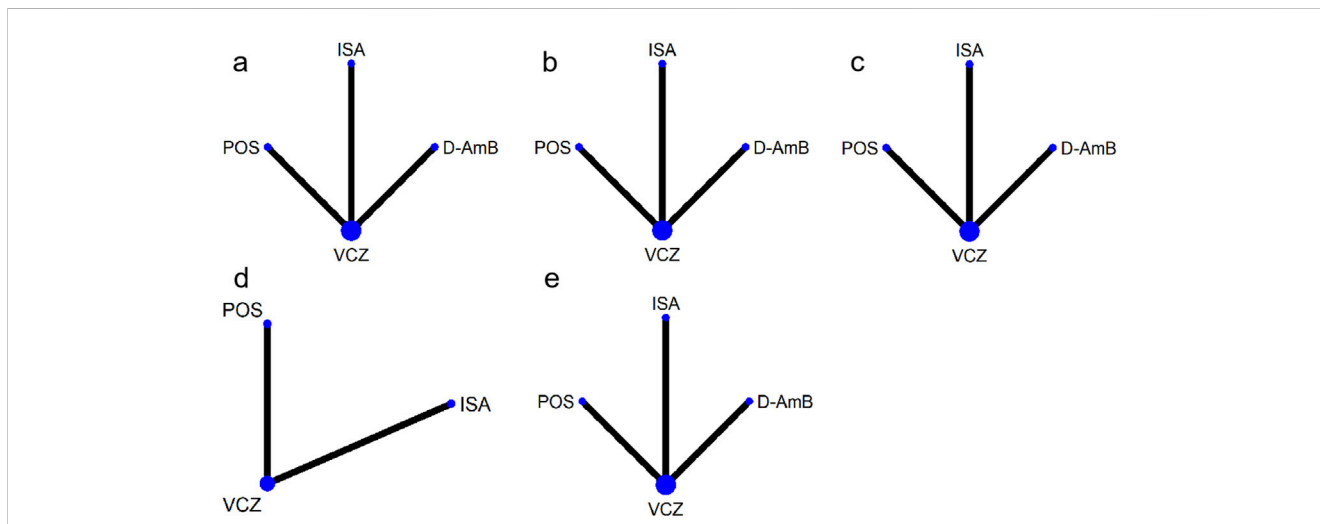 a
ISA
POS
D-AmB
VCZ
b
ISA
POS
D-AmB
VCZ
c
ISA
POS
D-AmB
VCZ
d
POS
ISA
VCZ
e
ISA
POS
D-AmB
VCZ